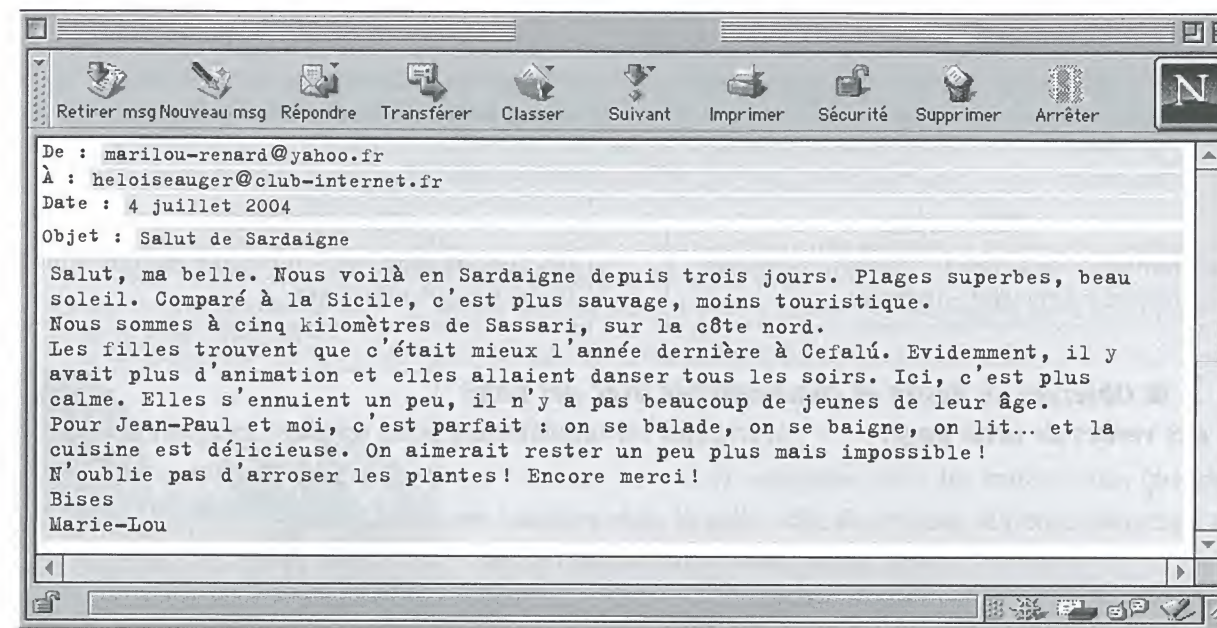 Retirer msg Nouveau msg Répondre Transférer Classer Suivant Imprimer Sécurité Supprimer Arrêter N
De : marilou-renard@yahoo.fr
À : heloiseauger@club-internet.fr
Date : 4 juillet 2004
Objet : Salut de Sardaigne
Salut, ma belle. Nous voilà en Sardaigne depuis trois jours. Plages superbes, beau
soleil. Comparé à la Sicile, c'est plus sauvage, moins touristique.
Nous sommes à cinq kilomètres de Sassari, sur la côte nord.
Les filles trouvent que c'était mieux l'année dernière à Cefalú. Evidemment, il y
avait plus d'animation et elles allaient danser tous les soirs. Ici, c'est plus
calme. Elles s'ennuient un peu, il n'y a pas beaucoup de jeunes de leur âge.
Pour Jean-Paul et moi, c'est parfait : on se balade, on se baigne, on lit... et la
cuisine est délicieuse. On aimerait rester un peu plus mais impossible!
N'oublie pas d'arroser les plantes! Encore merci!
Bises
Marie-Lou